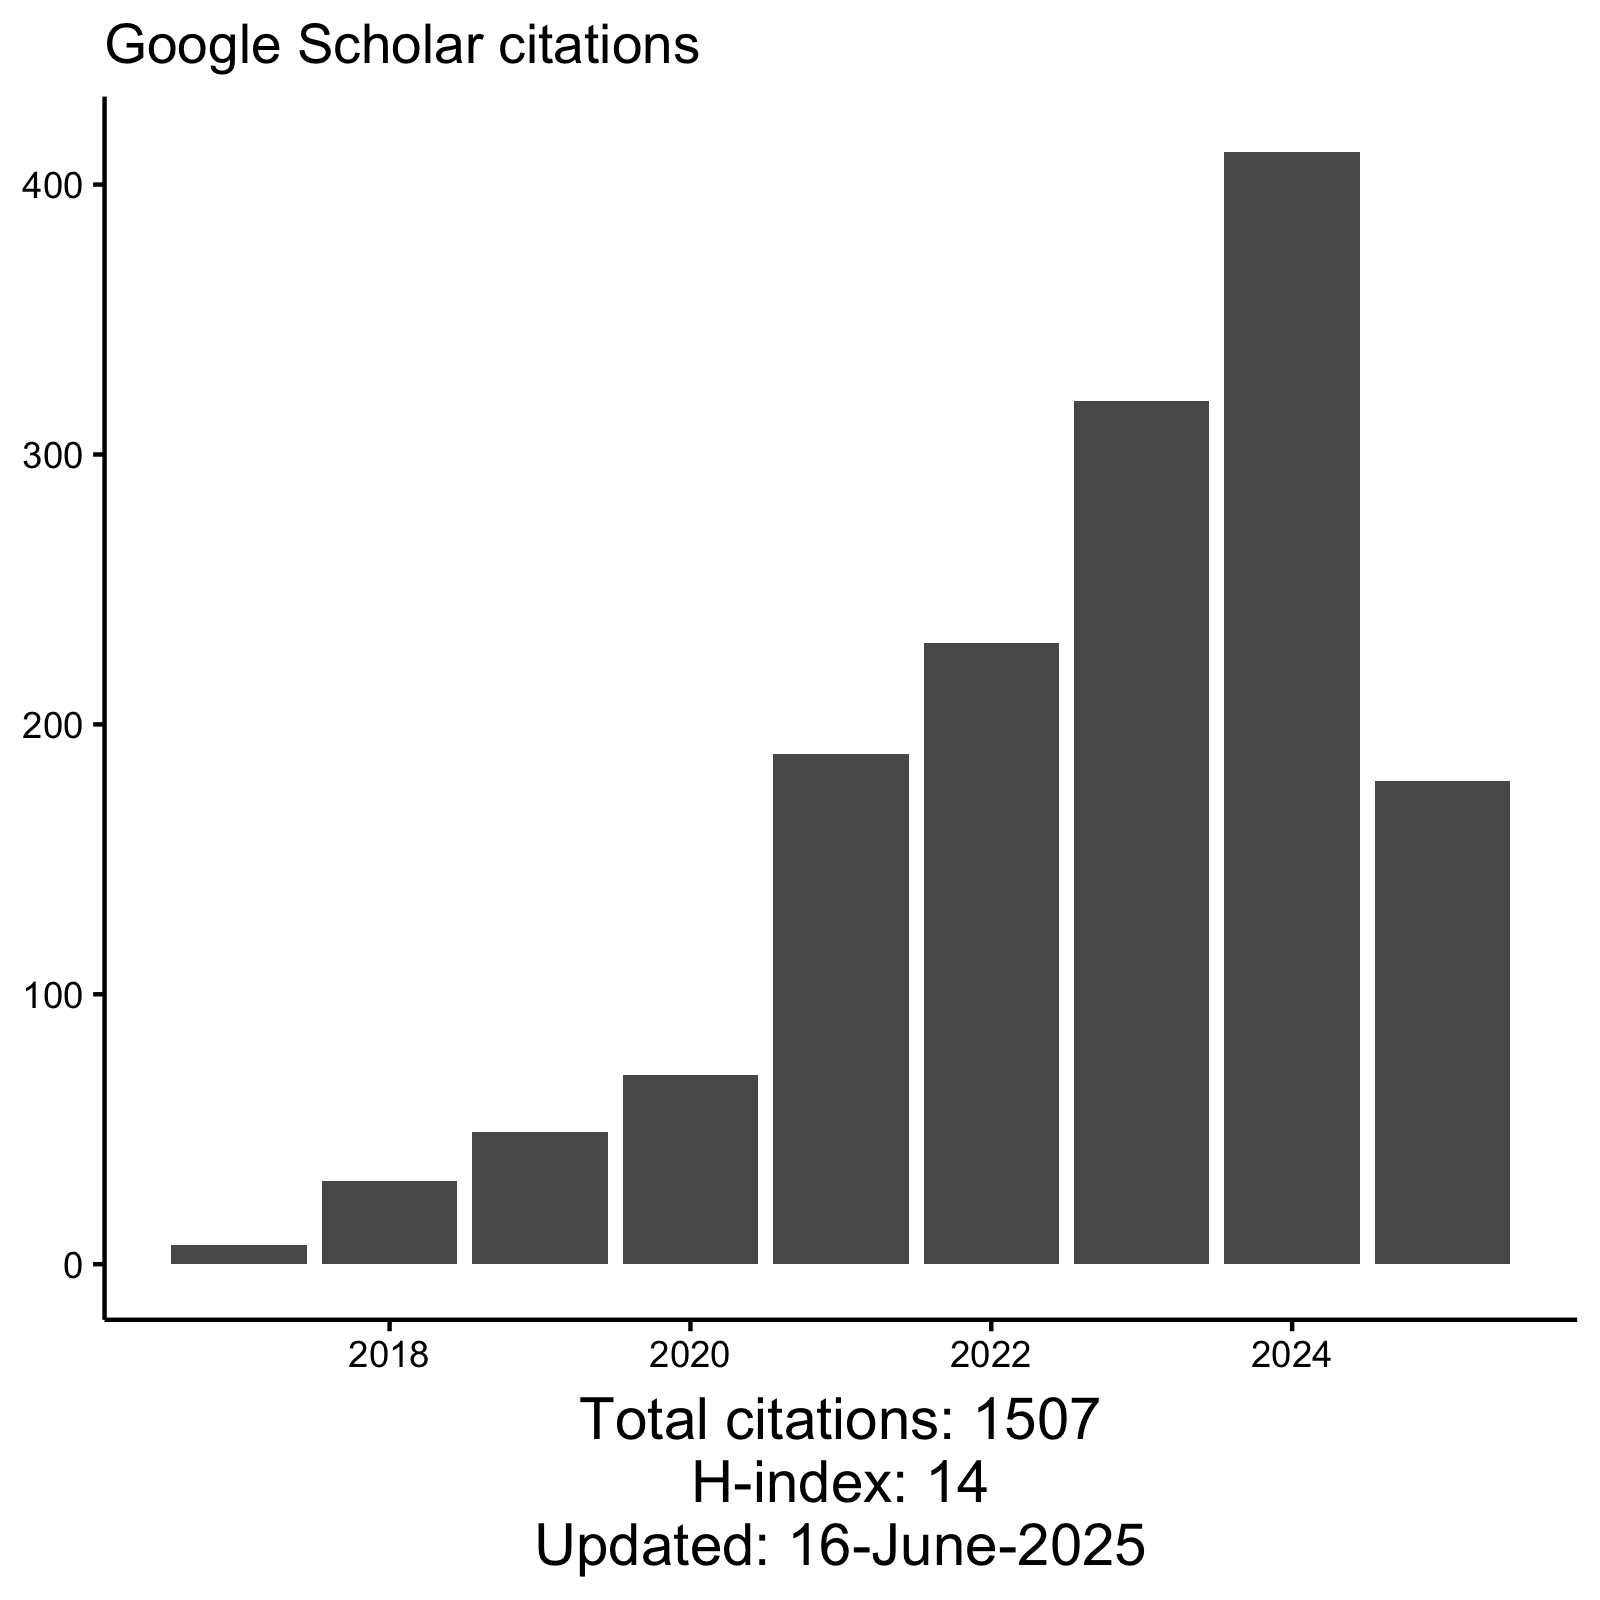 Google Scholar citations
400
300
200
100
0
2018 2020 2022 2024
Total citations: 1507
H-index: 14
Updated: 16-June-2025